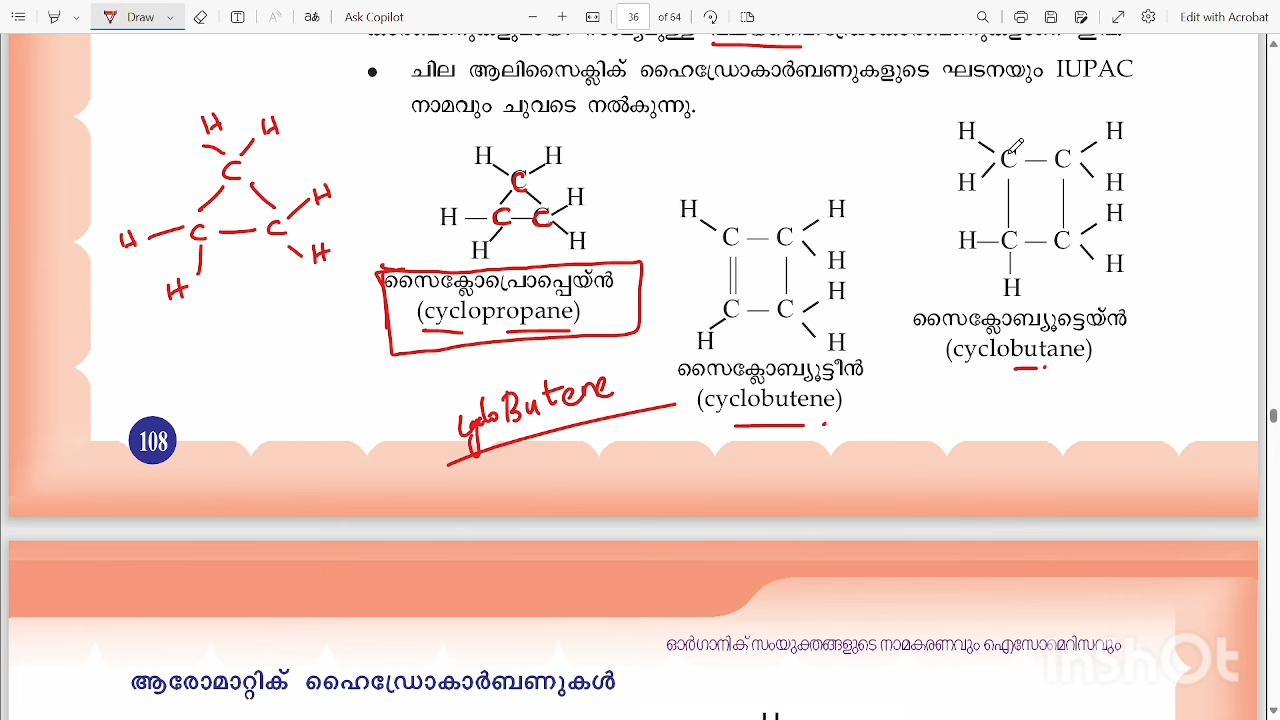 Draw
Ask Copilot
36 of 64
Edit with Acrobat
ചില ആലിസൈക്ലിക് ഹൈഡ്രോകാർബണുകളുടെ ഘടനയും IUPAC
നാമവും ചുവടെ നൽകുന്നു.
H H
C
H
C C
H H
H
H H
C H
H C C
H H
സൈക്ലോപ്രൊപ്പെയ്ൻ
(cyclopropane)
H H
C C
H
H
C C
H H
സൈക്ലോബ്യൂട്ടീൻ
(cyclobutene)
H H
C C
H H
H
H C C
H H
സൈക്ലോബ്യൂട്ടെയ്ൻ
(cyclobutane)
cyclo Butene
108
ഓർഗാനിക് സംയുക്തങ്ങളുടെ നാമകരണവും ഐസോമെറിസവും
InShOt
ആരോമാറ്റിക് ഹൈഡ്രോകാർബണുകൾ